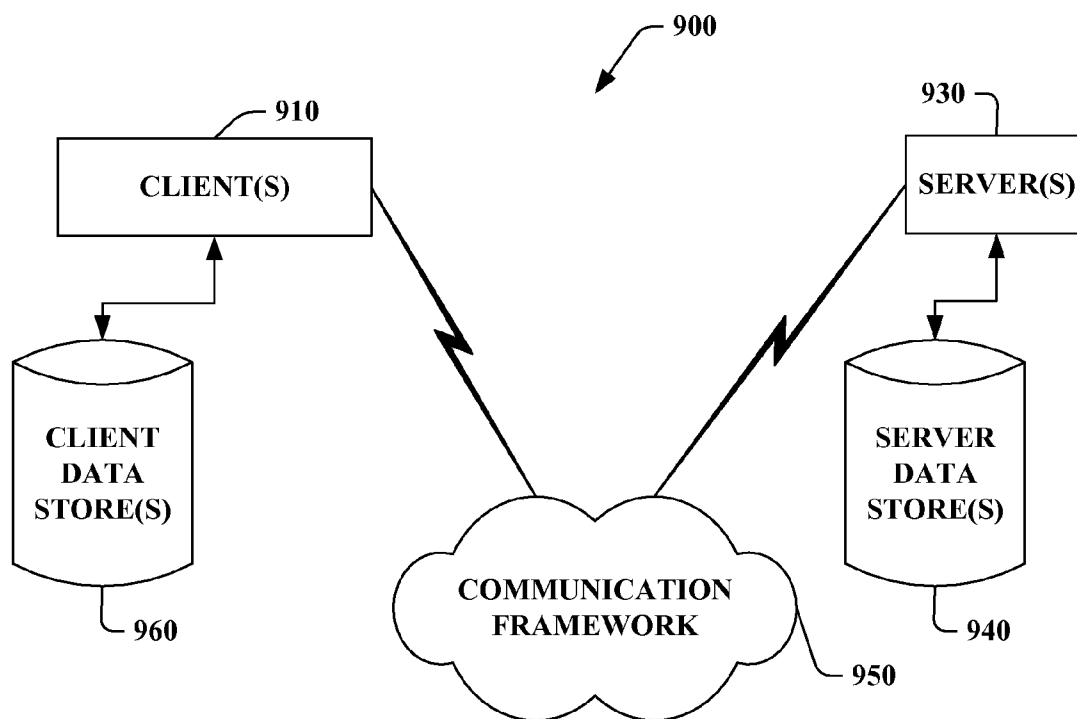 900
910
930
CLIENT(S)
SERVER(S)
CLIENT
DATA
STORE(S)
SERVER
DATA
STORE(S)
COMMUNICATION
FRAMEWORK
960
940
950